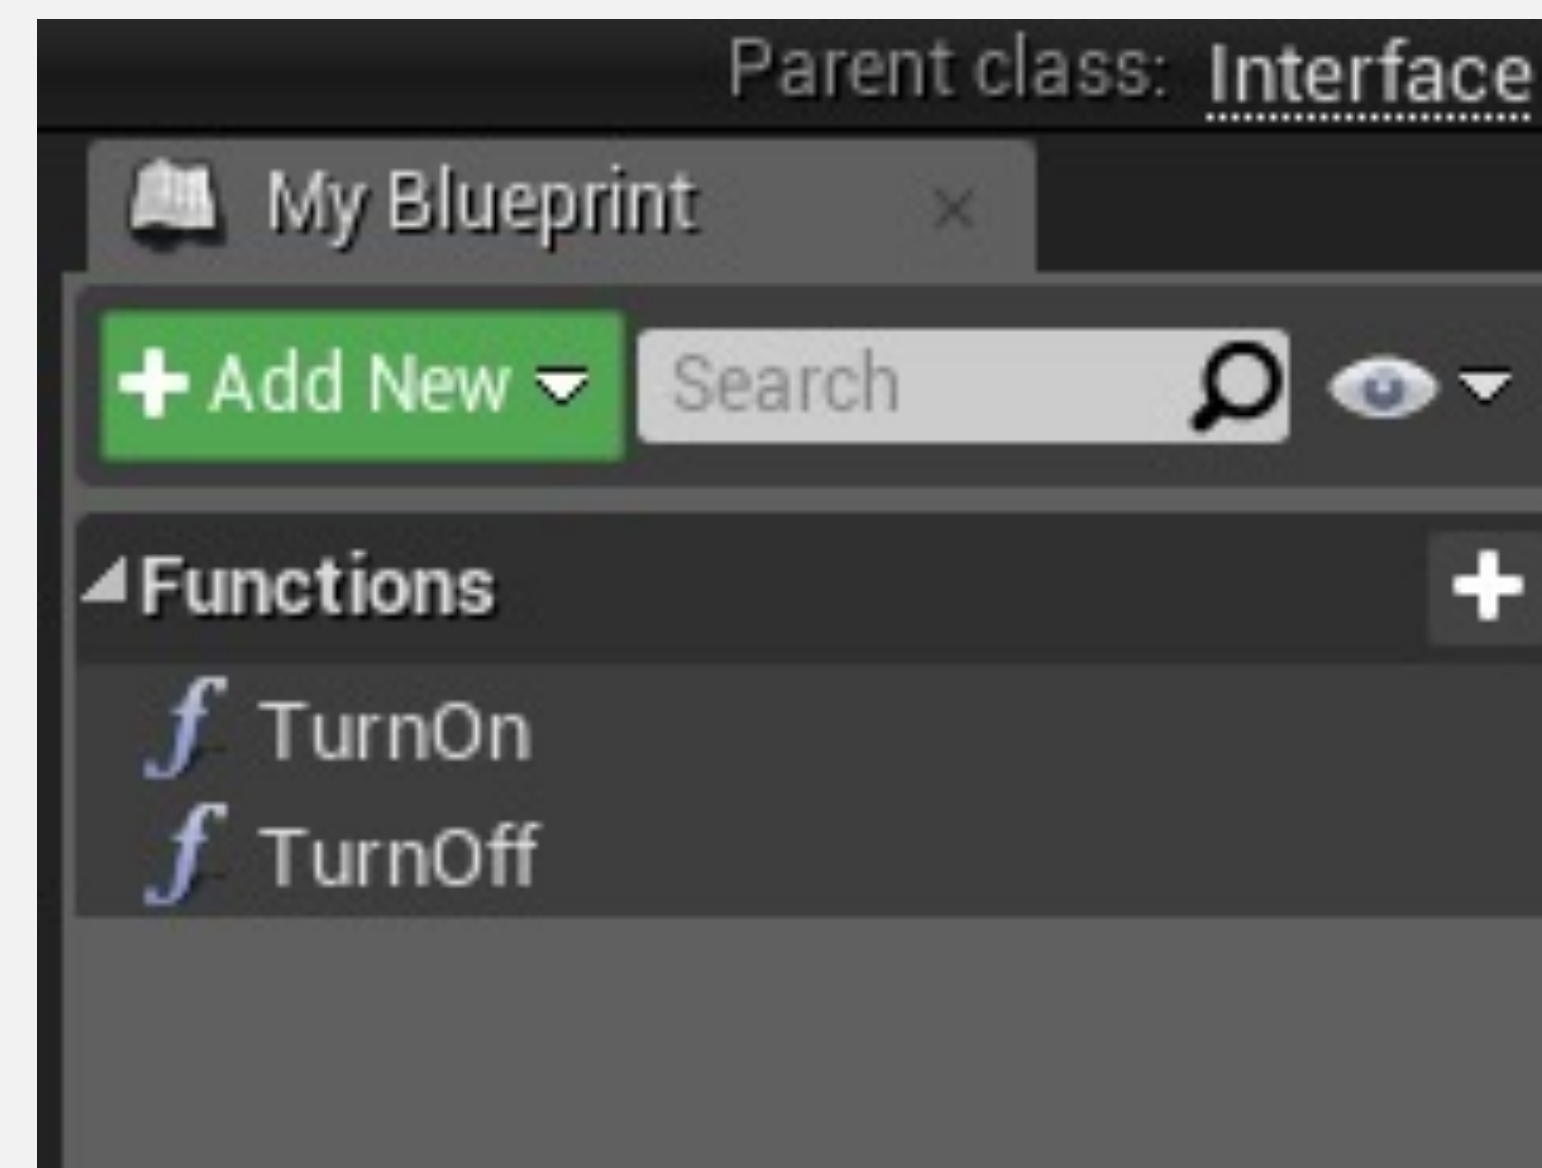 Parent class: Interface
My Blueprint
Add New Search
Functions
TurnOn
TurnOff